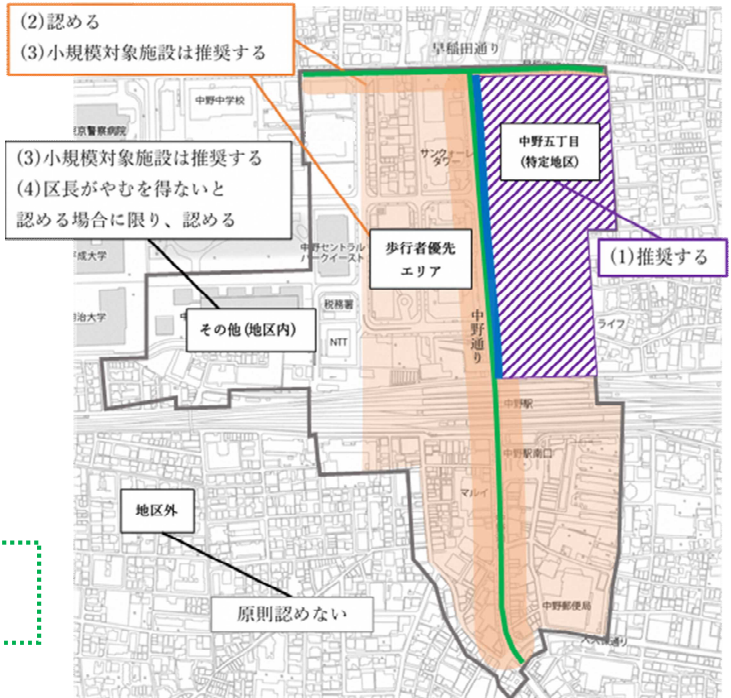 (2)認める
(3)小規模対象施設は推奨する
早稲田通り
中野中学校
東京警察病院
サンクォーレ
タワー
中野五丁目
(特定地区)
(3)小規模対象施設は推奨する
(4)区長がやむを得ないと
認める場合に限り、認める
中野セントラル
パークイースト
歩行者優先
エリア
(1)推奨する
平成大学
税務署
明治大学
その他(地区内)
NTT
中野通り
ライフ
中野駅
中野駅南口
マルイ
地区外
原則認めない
中野郵便局
大久保通り